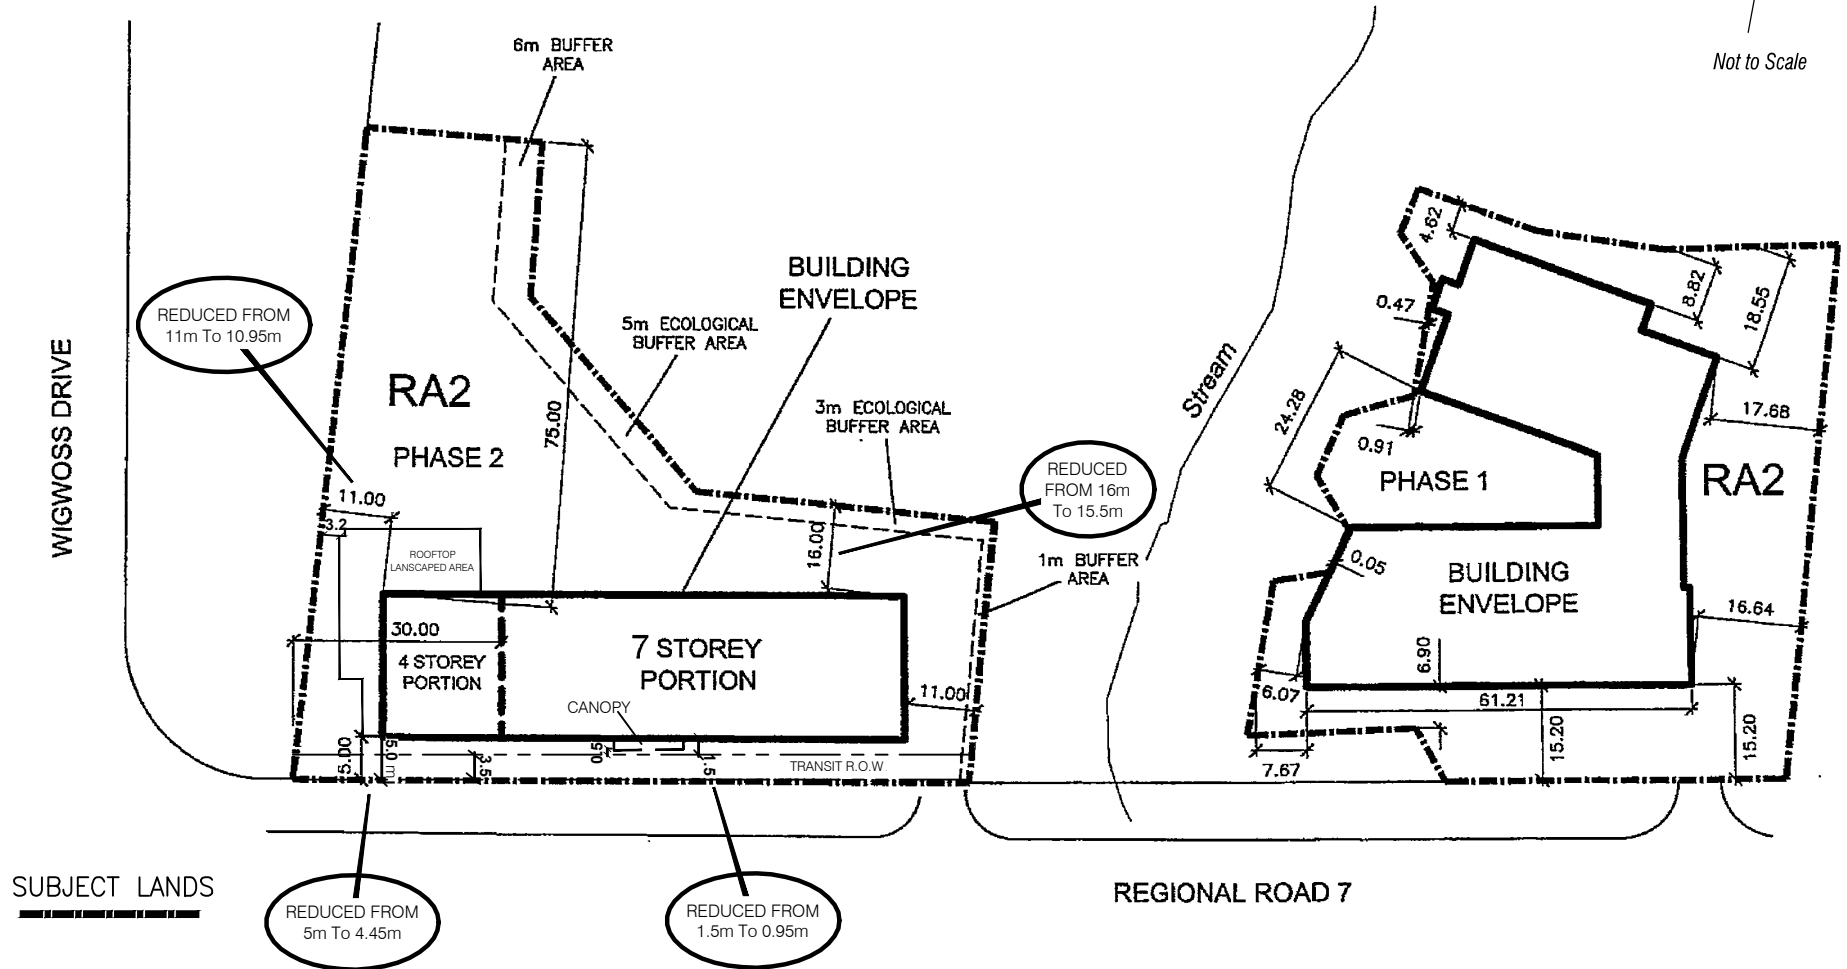 Not to Scale
6m BUFFER
AREA
BUILDING
ENVELOPE
REDUCED FROM
11m To 10.95m
5m ECOLOGICAL
BUFFER AREA
WIGWOSS DRIVE
RA2
PHASE 2
75.00
3m ECOLOGICAL
BUFFER AREA
REDUCED
FROM 16m
To 15.5m
11.00
3.2
ROOFTOP
LANSCAPED AREA
16.00
1m BUFFER
AREA
30.00
4 STOREY
PORTION
7 STOREY
PORTION
11.00
CANOPY
5.00
5.0 m
3.5
1.5
TRANSIT R.O.W.
Stream
4.62
8.82
18.55
0.47
24.28
0.91
17.68
PHASE 1
RA2
0.05
BUILDING
ENVELOPE
16.64
6.90
6.07
61.21
15.20
15.20
7.67
SUBJECT LANDS
REDUCED FROM
5m To 4.45m
REDUCED FROM
1.5m To 0.95m
REGIONAL ROAD 7